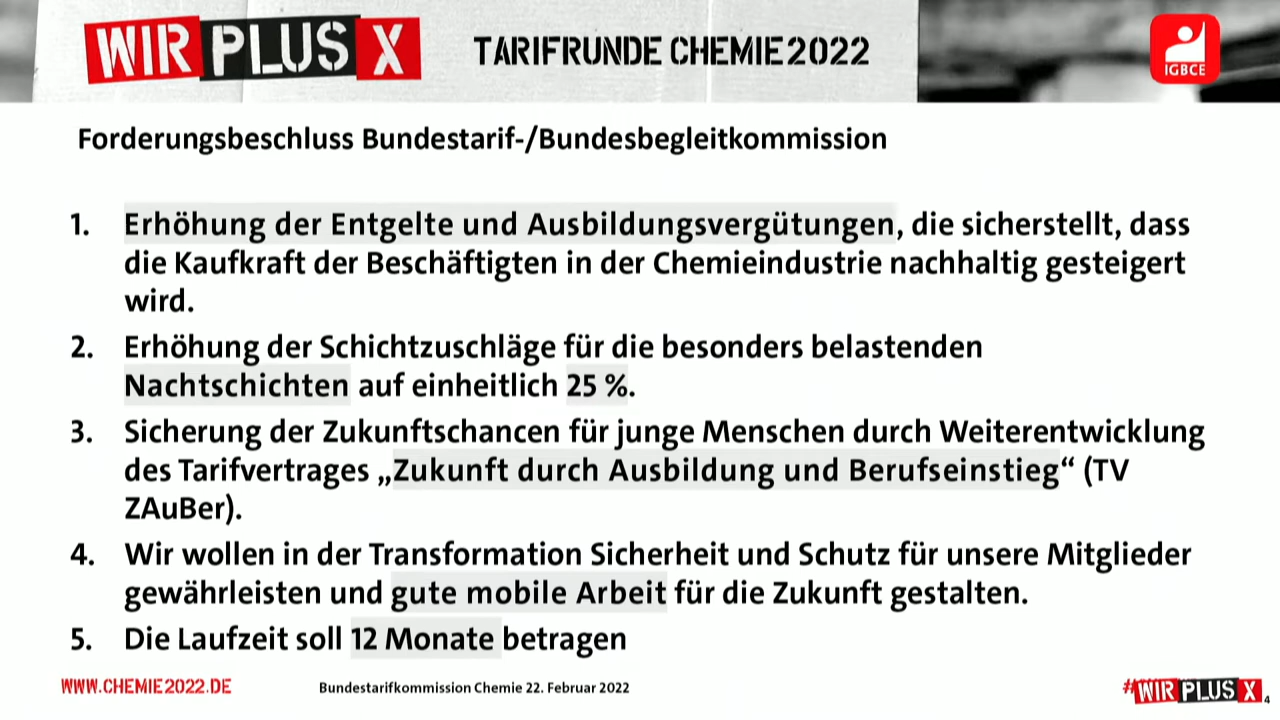 WIR PLUS X
TARIFRUNDE CHEMIE 2022
IGBCE
Forderungsbeschluss Bundestarif-/Bundesbegleitkommission
1. Erhöhung der Entgelte und Ausbildungsvergütungen, die sicherstellt, dass
die Kaufkraft der Beschäftigten in der Chemieindustrie nachhaltig gesteigert
wird.
2. Erhöhung der Schichtzuschläge für die besonders belastenden
Nachtschichten auf einheitlich 25 %.
3. Sicherung der Zukunftschancen für junge Menschen durch Weiterentwicklung
des Tarifvertrages „Zukunft durch Ausbildung und Berufseinstieg“ (TV
ZAuBer).
4. Wir wollen in der Transformation Sicherheit und Schutz für unsere Mitglieder
gewährleisten und gute mobile Arbeit für die Zukunft gestalten.
5. Die Laufzeit soll 12 Monate betragen
WWW.CHEMIE2022.DE
Bundestarifkommission Chemie 22. Februar 2022
#WIR PLUS X
4